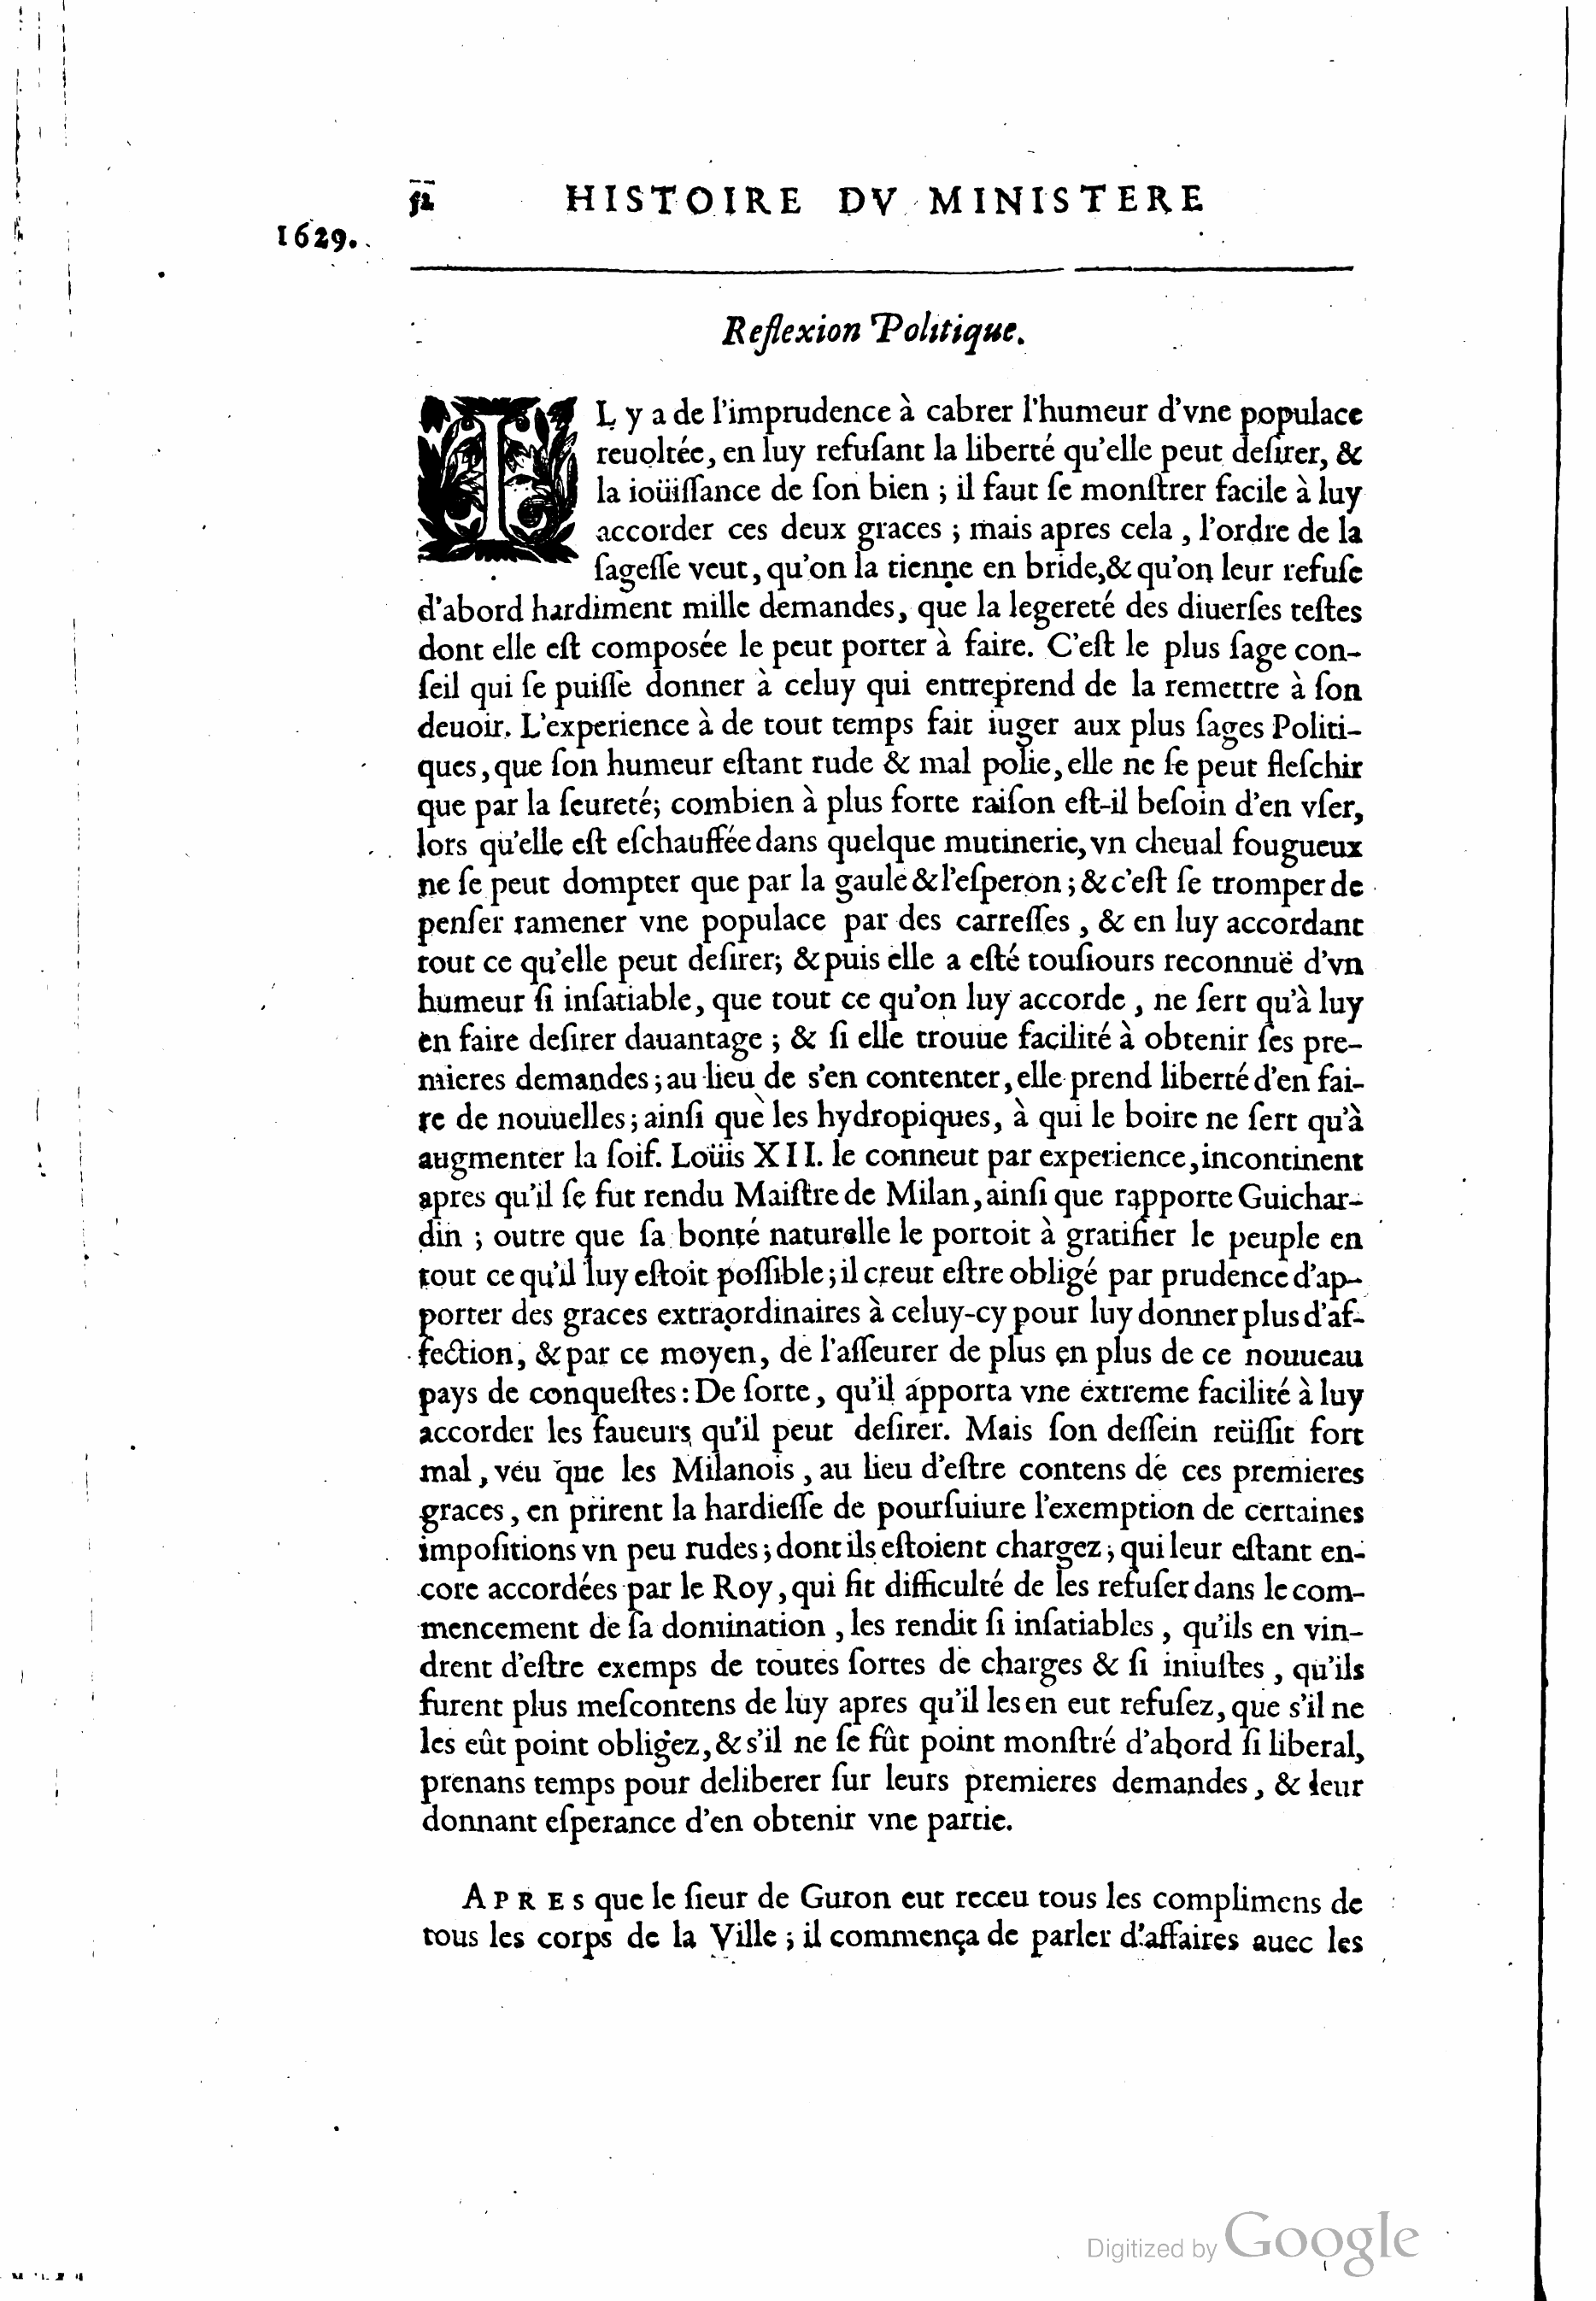 52 HISTOIRE DV MINISTERE
1629.
Reflexion Politique.
IL y a de l'imprudence à cabrer l'humeur d'vne populace
reuoltée, en luy refuſant la liberté qu'elle peut deſirer, &
la ioüiſſance de ſon bien ; il faut ſe monſtrer facile à luy
accorder ces deux graces ; mais apres cela , l'ordre de la
ſageſſe veut, qu'on la tienne en bride,& qu'on leur refuſe
d'abord hardiment mille demandes, que la legereté des diuerſes teſtes
dont elle eſt composée le peut porter à faire. C'eſt le plus ſage con-
ſeil qui ſe puiſſe donner à celuy qui entreprend de la remettre à ſon
deuoir. L'experience à de tout temps fait iuger aux plus ſages Politi-
ques, que ſon humeur eſtant rude & mal polie, elle ne ſe peut fleſchir
que par la ſeureté; combien à plus forte raiſon eſt-il beſoin d'en vſer,
lors qu'elle eſt eſchauffée dans quelque mutinerie, vn cheual fougueux
ne ſe peut dompter que par la gaule & l'eſperon ; & c'eſt ſe tromper de
penſer ramener vne populace par des carreſſes , & en luy accordant
tout ce qu'elle peut deſirer; & puis elle a eſté touſiours reconnuë d'vn
humeur ſi inſatiable, que tout ce qu'on luy accorde , ne ſert qu'à luy
en faire deſirer dauantage ; & ſi elle trouue facilité à obtenir ſes pre-
mieres demandes ; au lieu de s'en contenter, elle prend liberté d'en fai-
re de nouuelles ; ainſi que les hydropiques, à qui le boire ne ſert qu'à
augmenter la ſoif. Loüis XII. le conneut par experience, incontinent
apres qu'il ſe fut rendu Maiſtre de Milan, ainſi que rapporte Guichar-
din ; outre que ſa bonté naturelle le portoit à gratifier le peuple en
tout ce qu'il luy eſtoit poſſible ; il creut eſtre obligé par prudence d'ap-
porter des graces extraordinaires à celuy-cy pour luy donner plus d'af-
fection, & par ce moyen, de l'aſſeurer de plus en plus de ce nouueau
pays de conqueſtes : De ſorte, qu'il apporta vne extreme facilité à luy
accorder les faueurs qu'il peut deſirer. Mais ſon deſſein reüſſit fort
mal , veu que les Milanois , au lieu d'eſtre contens de ces premieres
graces , en prirent la hardieſſe de pourſuiure l'exemption de certaines
impoſitions vn peu rudes ; dont ils eſtoient chargez ; qui leur eſtant en-
core accordées par le Roy, qui fit difficulté de les refuſer dans le com-
mencement de ſa domination , les rendit ſi inſatiables , qu'ils en vin-
drent d'eſtre exemps de toutes ſortes de charges & ſi iniuſtes , qu'ils
furent plus meſcontens de luy apres qu'il les en eut refuſez, que s'il ne
les eût point obligez, & s'il ne ſe fût point monſtré d'abord ſi liberal,
prenans temps pour deliberer ſur leurs premieres demandes , & leur
donnant eſperance d'en obtenir vne partie.
APRES que le ſieur de Guron eut receu tous les complimens de
tous les corps de la Ville ; il commença de parler d'affaires auec les
Digitized by Google